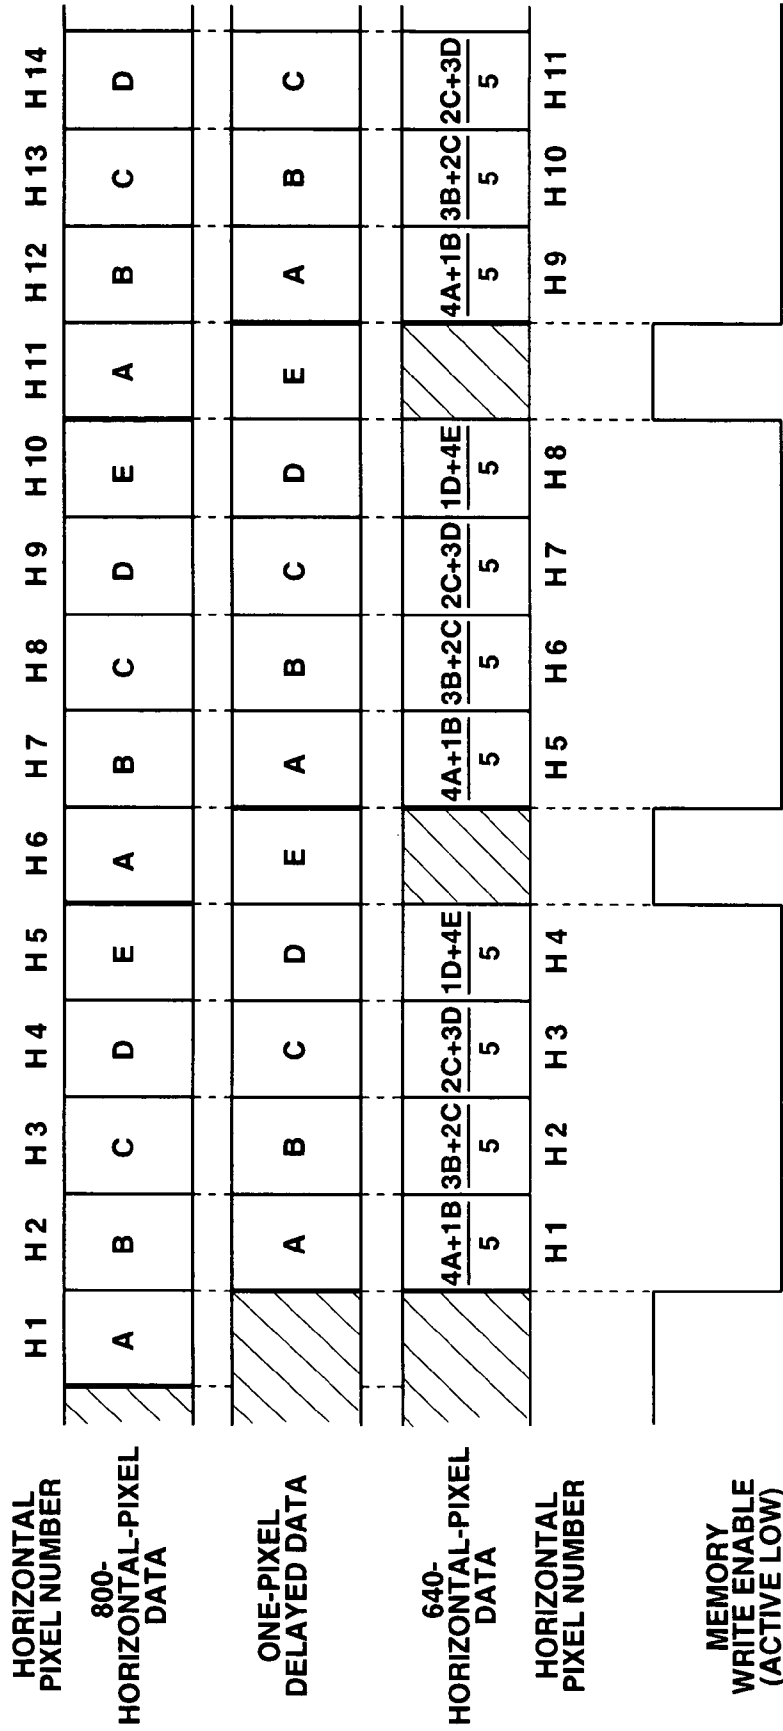 HORIZONTAL
PIXEL NUMBER
H1 H2 H3 H4 H5 H6 H7 H8 H9 H10 H11 H12 H13 H14
800-
HORIZONTAL-PIXEL
DATA
A B C D E A B C D E A B C D
ONE-PIXEL
DELAYED DATA
A B C D E A B C D E A B C
640-
HORIZONTAL-PIXEL
DATA
4A+1B 3B+2C 2C+3D 1D+4E 4A+1B 3B+2C 2C+3D 1D+4E 4A+1B 3B+2C 2C+3D
5 5 5 5 5 5 5 5 5 5 5
HORIZONTAL
PIXEL NUMBER
H1 H2 H3 H4 H5 H6 H7 H8 H9 H10 H11
MEMORY
WRITE ENABLE
(ACTIVE LOW)